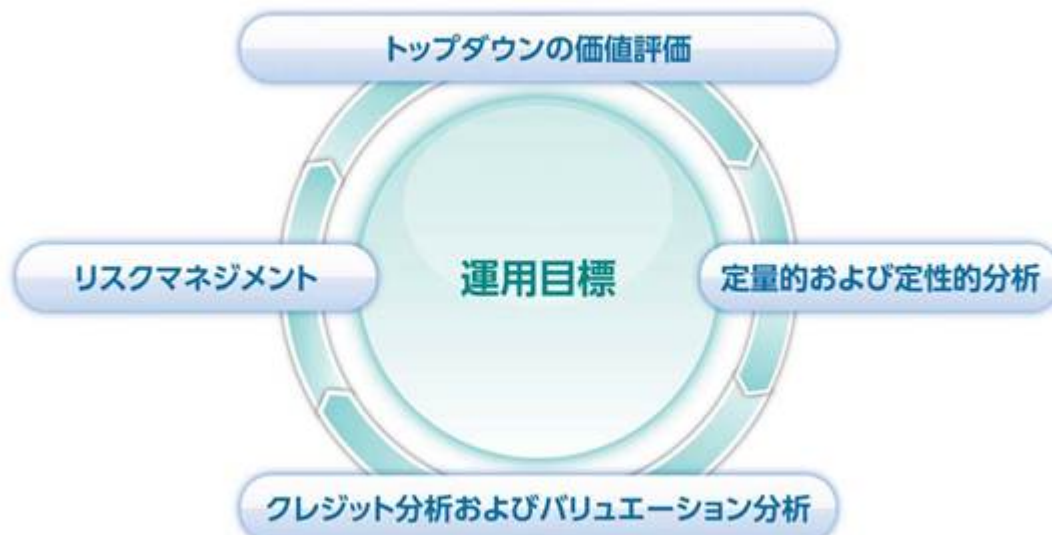 トップダウンの価値評価
リスクマネジメント
運用目標
定量的および定性的分析
クレジット分析およびバリュエーション分析